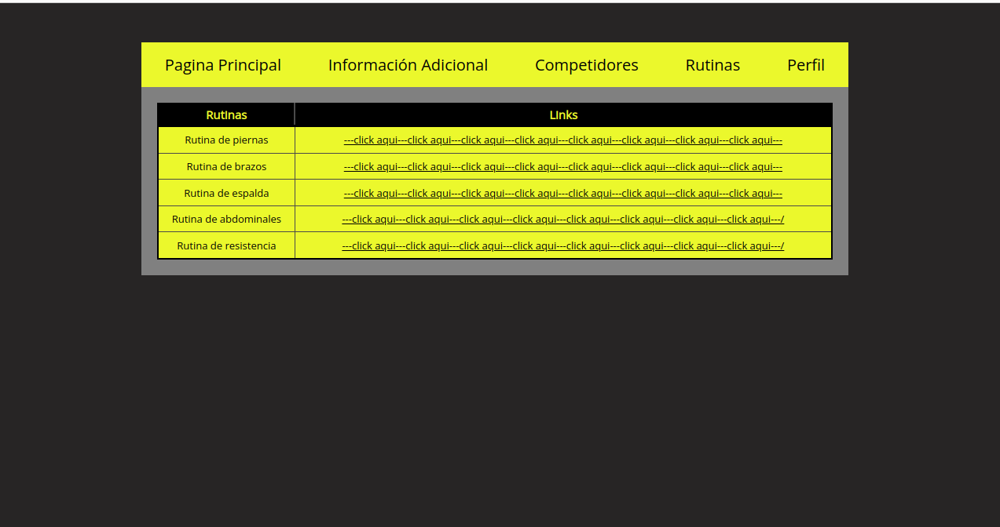 Pagina Principal Información Adicional Competidores Rutinas Perfil
Rutinas Links
Rutina de piernas ---click aqui---click aqui---click aqui---click aqui---click aqui---click aqui---click aqui---click aqui---
Rutina de brazos ---click aqui---click aqui---click aqui---click aqui---click aqui---click aqui---click aqui---click aqui---
Rutina de espalda ---click aqui---click aqui---click aqui---click aqui---click aqui---click aqui---click aqui---click aqui---
Rutina de abdominales ---click aqui---click aqui---click aqui---click aqui---click aqui---click aqui---click aqui---click aqui---/
Rutina de resistencia ---click aqui---click aqui---click aqui---click aqui---click aqui---click aqui---click aqui---click aqui---/